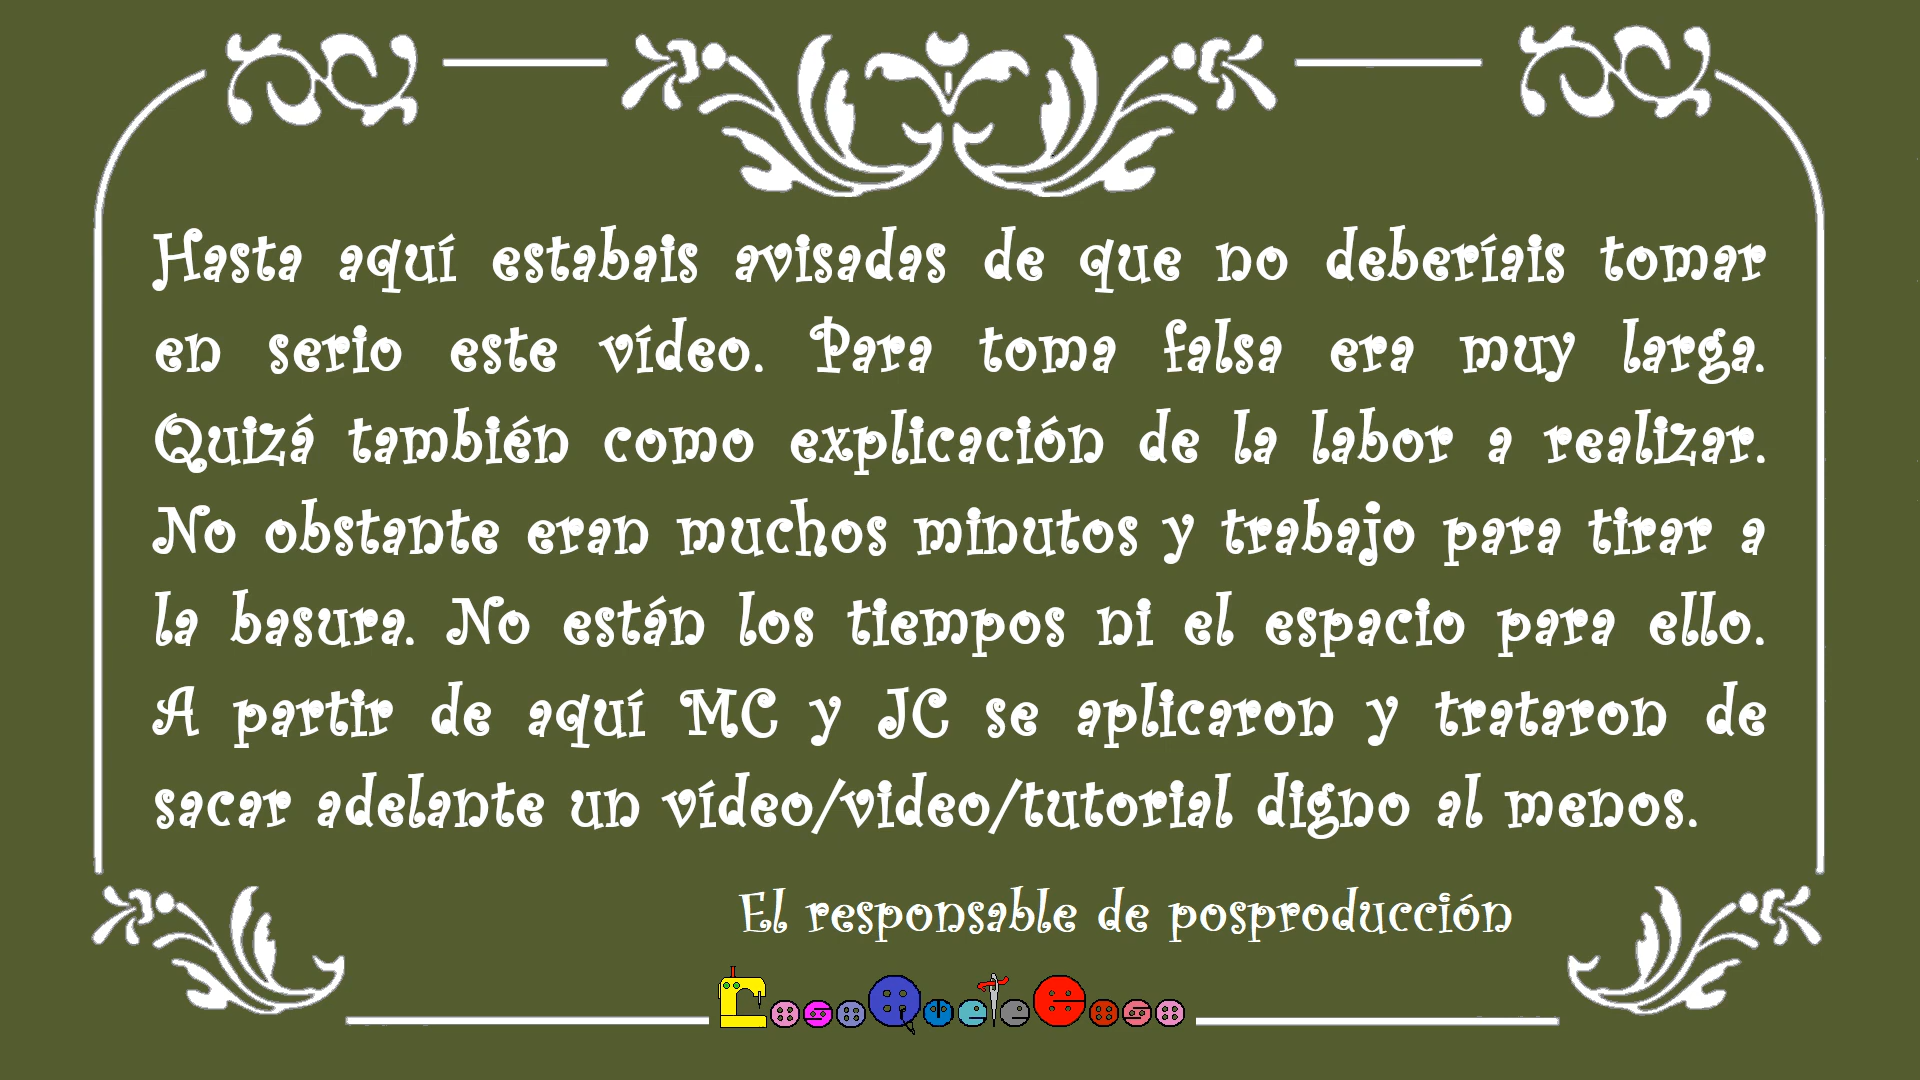 Hasta aquí estabais avisadas de que no deberíais tomar
en serio este vídeo. Para toma falsa era muy larga.
Quizá también como explicación de la labor a realizar.
No obstante eran muchos minutos y trabajo para tirar a
la basura. No están los tiempos ni el espacio para ello.
A partir de aquí MC y JC se aplicaron y trataron de
sacar adelante un vídeo/video/tutorial digno al menos.
El responsable de posproducción